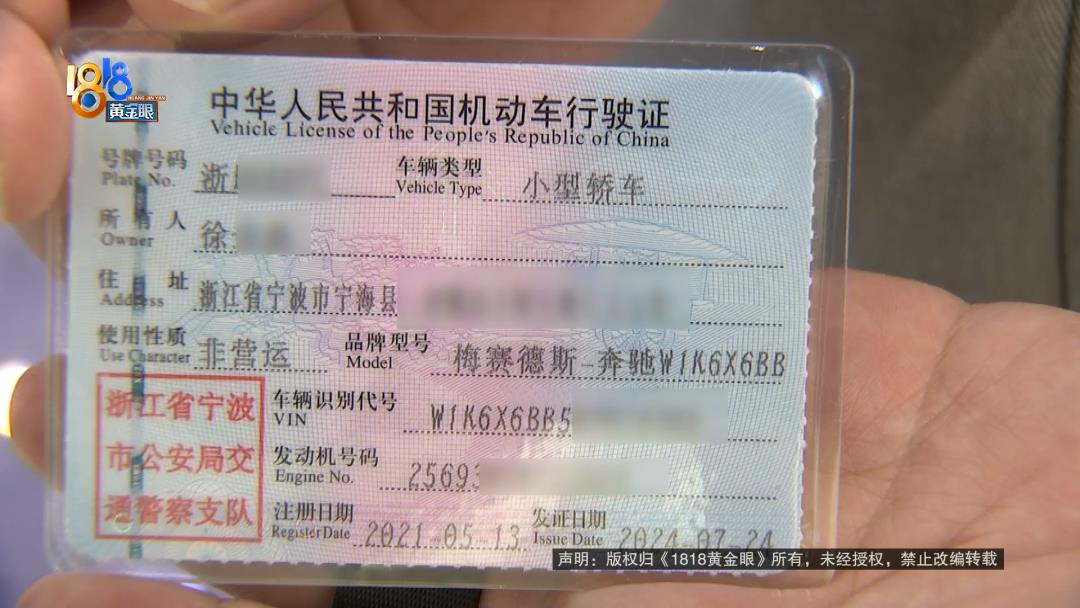 1818
HUANG JIN YAN
黄金眼
中华人民共和国机动车行驶证
Vehicle License of the People's Republic of China
号牌号码 浙 车辆类型 小型轿车
Plate No. Vehicle Type
所有人 徐
Owner
住址 浙江省宁波市宁海县
Address
使用性质 非营运 品牌型号 梅赛德斯-奔驰W1K6X6BB
Use Character Model
浙江省宁波
市公安局交
通警察支队
车辆识别代号 W1K6X6BB5
VIN
发动机号码 25693
Engine No.
注册日期 2021-05-13 发证日期 2024-07-24
Register Date Issue Date
声明：版权归《1818黄金眼》所有，未经授权，禁止改编转载